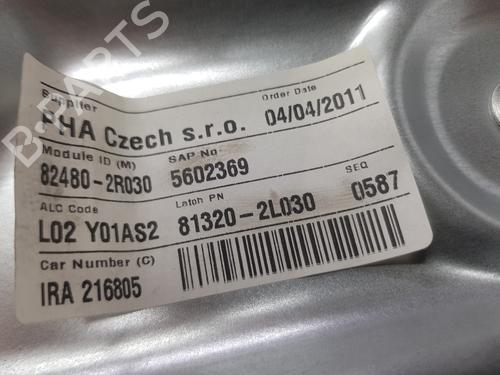 Supplier Order Date
PHA Czech s.r.o. 04/04/2011
Module ID (M) SAP No
82480-2R030 5602369
ALC Code Latch PN SEQ
L02 Y01AS2 81320-2L030 0587
Car Number (C)
IRA 216805
B-PARTS